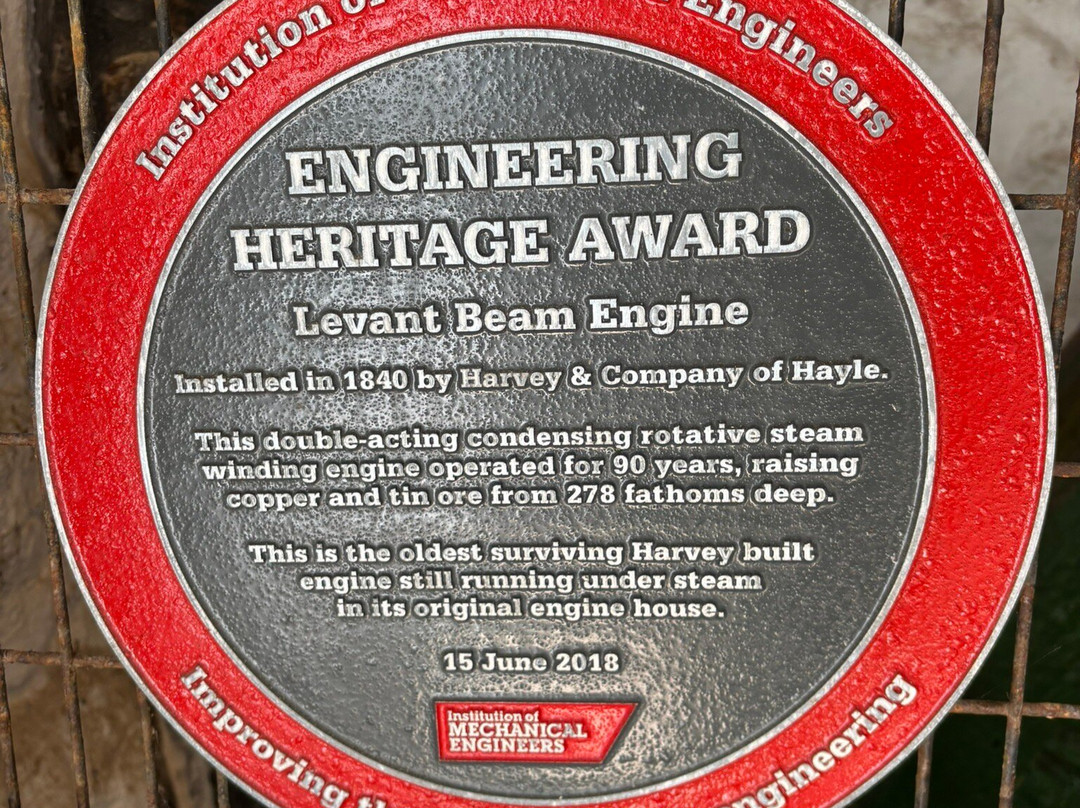 Institution of
Engineers
ENGINEERING
HERITAGE AWARD
Levant Beam Engine
Installed in 1840 by Harvey & Company of Hayle.
This double-acting condensing rotative steam
winding engine operated for 90 years, raising
copper and tin ore from 278 fathoms deep.
This is the oldest surviving Harvey built
engine still running under steam
in its original engine house.
15 June 2018
Institution of
MECHANICAL
ENGINEERS
Improving